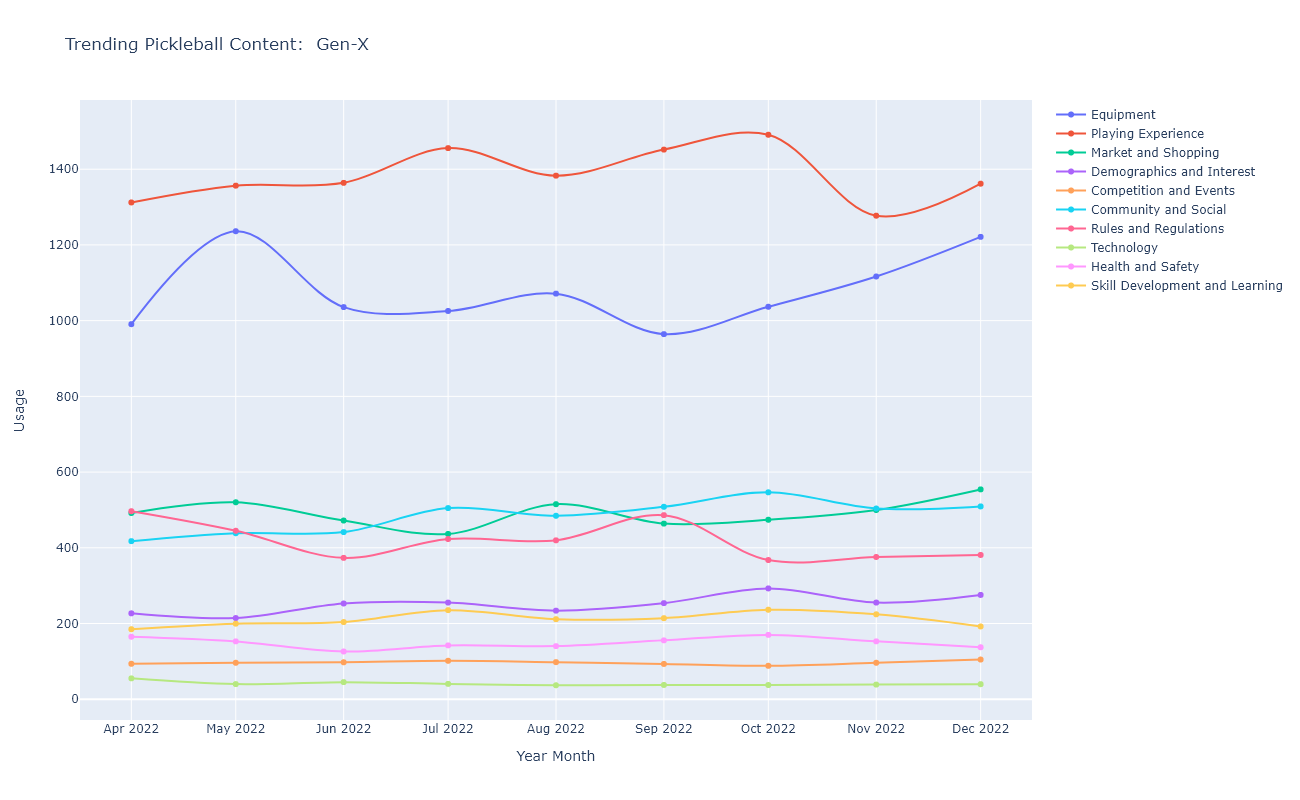 Trending Pickleball Content:  Gen-X
Equipment
Playing Experience
Market and Shopping
Demographics and Interest
Competition and Events
Community and Social
Rules and Regulations
Technology
Health and Safety
Skill Development and Learning
1400
1200
1000
800
600
400
200
0
Usage
Apr 2022 May 2022 Jun 2022 Jul 2022 Aug 2022 Sep 2022 Oct 2022 Nov 2022 Dec 2022
Year Month